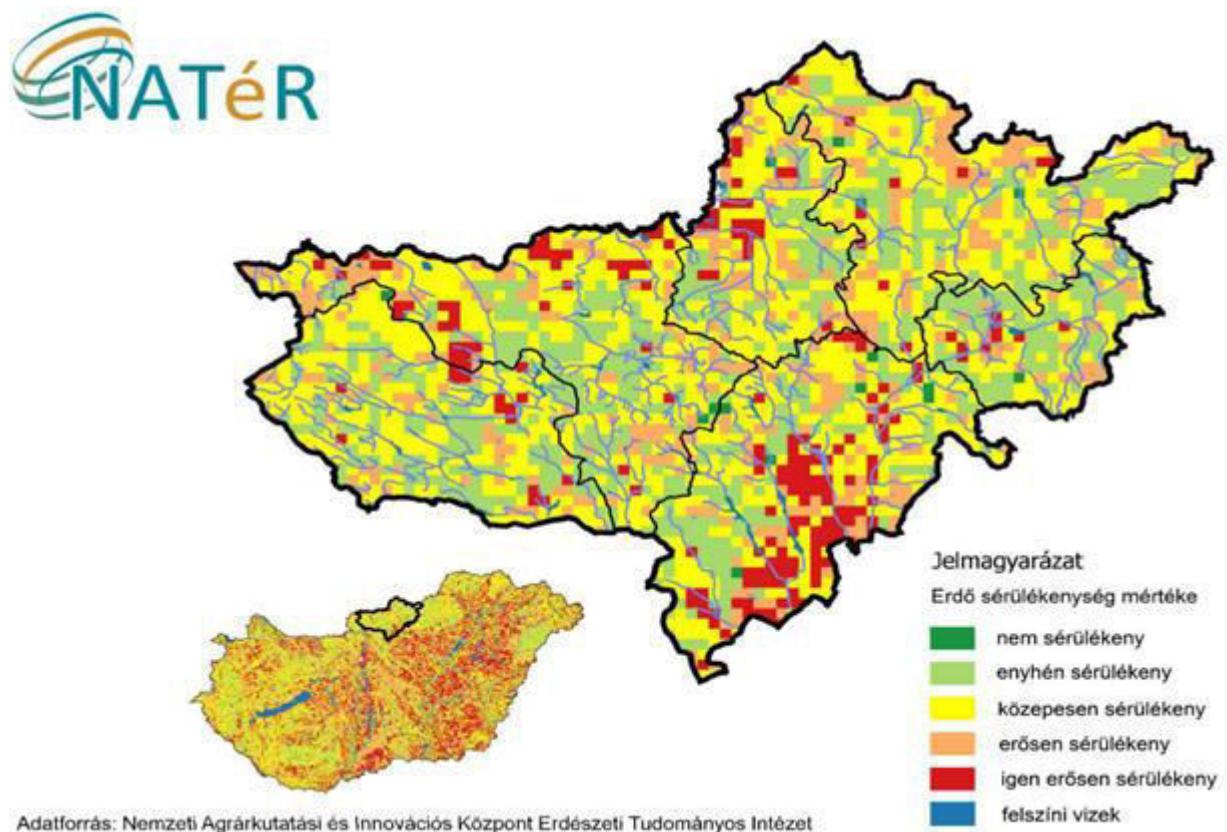 NATéR
Jelmagyarázat
Erdő sérülékenység mértéke
nem sérülékeny
enyhén sérülékeny
közepesen sérülékeny
erősen sérülékeny
igen erősen sérülékeny
felszíni vizek
Adatforrás: Nemzeti Agrárkutatási és Innovációs Központ Erdészeti Tudományos Intézet